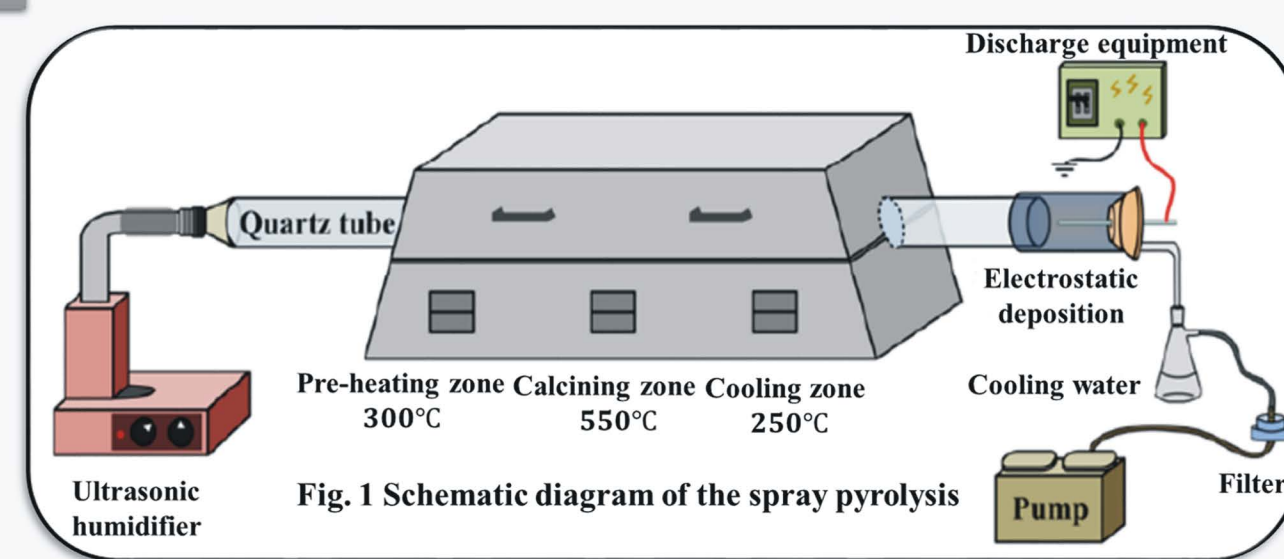 Discharge equipment
Quartz tube
Electrostatic
deposition
Pre-heating zone Calcining zone Cooling zone
300°C 550°C 250°C
Cooling water
Ultrasonic
humidifier
Fig. 1 Schematic diagram of the spray pyrolysis
Pump
Filter